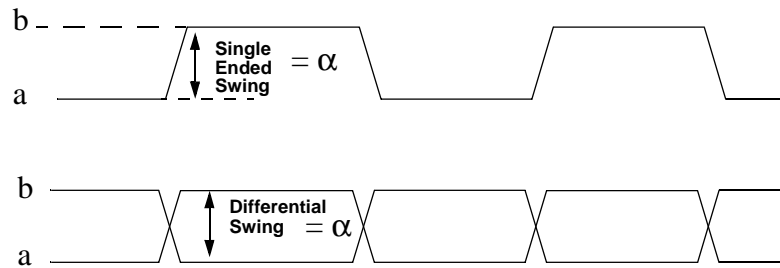 b
Single
Ended
Swing = α
a
b
Differential
Swing = α
a